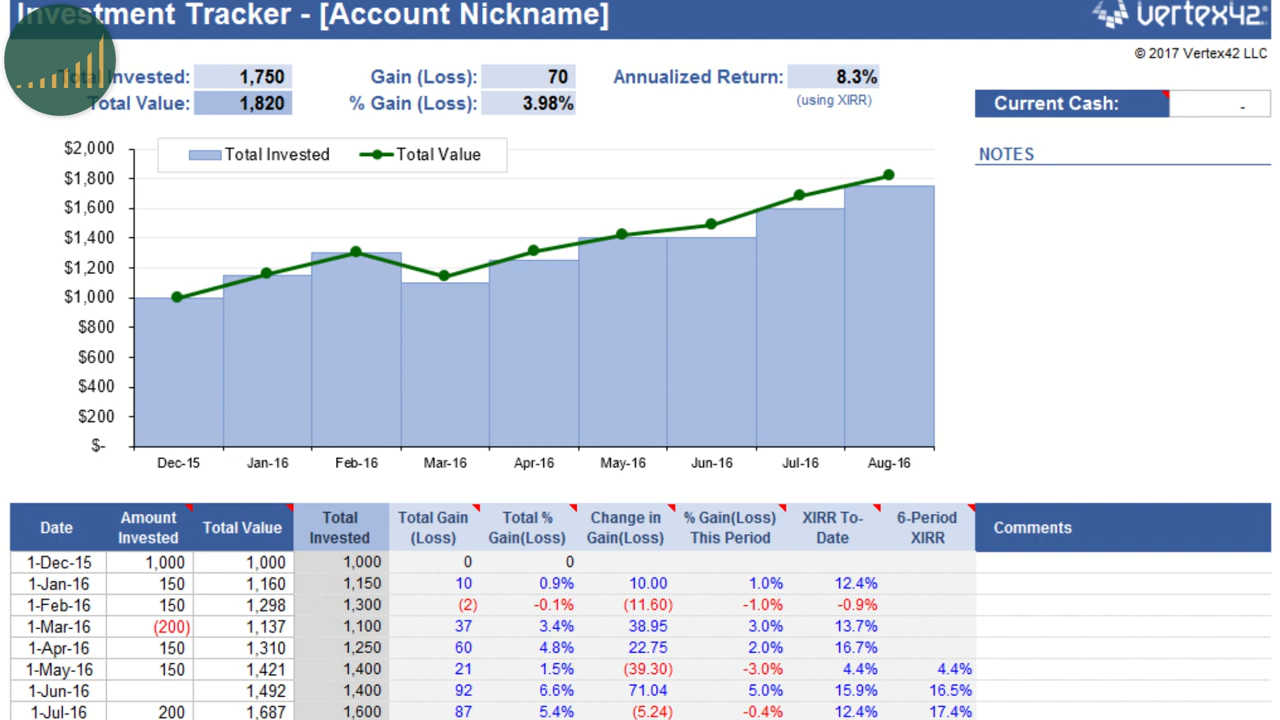 Investment Tracker - [Account Nickname]
vertex42
© 2017 Vertex42 LLC
Total Invested: 1,750 Gain (Loss): 70 Annualized Return: 8.3%
Total Value: 1,820 % Gain (Loss): 3.98% (using XIRR)
Current Cash: -
NOTES
Total Invested Total Value
$2,000
$1,800
$1,600
$1,400
$1,200
$1,000
$800
$600
$400
$200
$-
Dec-15 Jan-16 Feb-16 Mar-16 Apr-16 May-16 Jun-16 Jul-16 Aug-16
Date Amount Invested Total Value Total Invested Total Gain (Loss) Total % Gain(Loss) Change in Gain(Loss) % Gain(Loss) This Period XIRR To-Date 6-Period XIRR Comments
1-Dec-15 1,000 1,000 1,000 0 0
1-Jan-16 150 1,160 1,150 10 0.9% 10.00 1.0% 12.4%
1-Feb-16 150 1,298 1,300 (2) -0.1% (11.60) -1.0% -0.9%
1-Mar-16 (200) 1,137 1,100 37 3.4% 38.95 3.0% 13.7%
1-Apr-16 150 1,310 1,250 60 4.8% 22.75 2.0% 16.7%
1-May-16 150 1,421 1,400 21 1.5% (39.30) -3.0% 4.4% 4.4%
1-Jun-16 1,492 1,400 92 6.6% 71.04 5.0% 15.9% 16.5%
1-Jul-16 200 1,687 1,600 87 5.4% (5.24) -0.4% 12.4% 17.4%